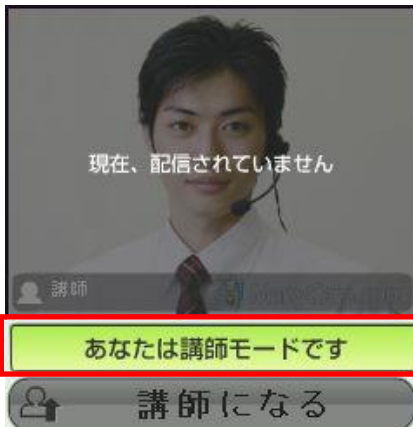 現在、配信されていません
講師
あなたは講師モードです
講師になる